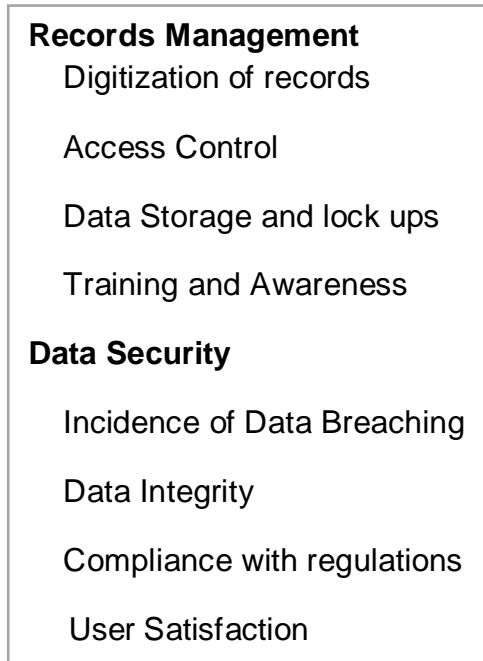 Records Management
Digitization of records
Access Control
Data Storage and lock ups
Training and Awareness
Data Security
Incidence of Data Breaching
Data Integrity
Compliance with regulations
User Satisfaction